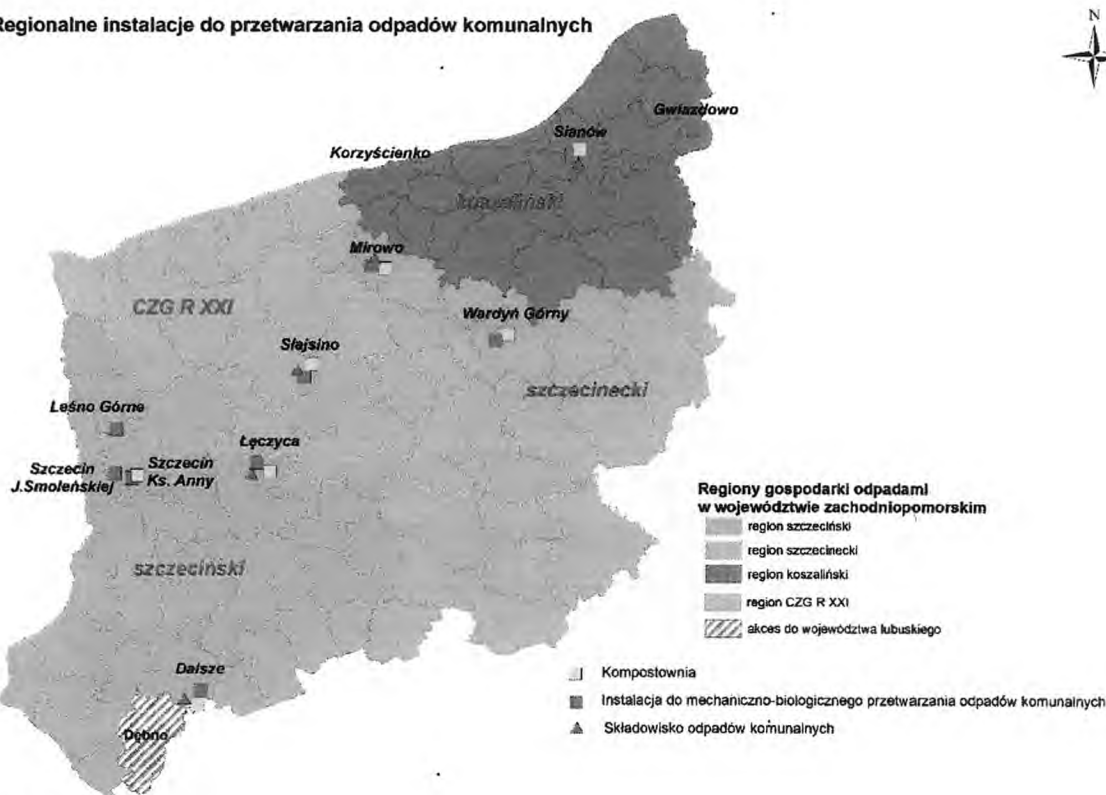 Regionalne instalacje do przetwarzania odpadów komunalnych
N
Gwiazdowo
Sianów
Korzyścienko
koszaliński
Mirowo
CZG R XXI
Wardyń Górny
Słajsino
szczecinecki
Leśno Górne
Łęczyca
Szczecin
J.Smoleńskiej
Szczecin
Ks. Anny
szczeciński
Dalsze
Dębno
Regiony gospodarki odpadami
w województwie zachodniopomorskim
region szczeciński
region szczecinecki
region koszaliński
region CZG R XXI
akces do województwa lubuskiego
Kompostownia
Instalacja do mechaniczno-biologicznego przetwarzania odpadów komunalnych
Składowisko odpadów komunalnych